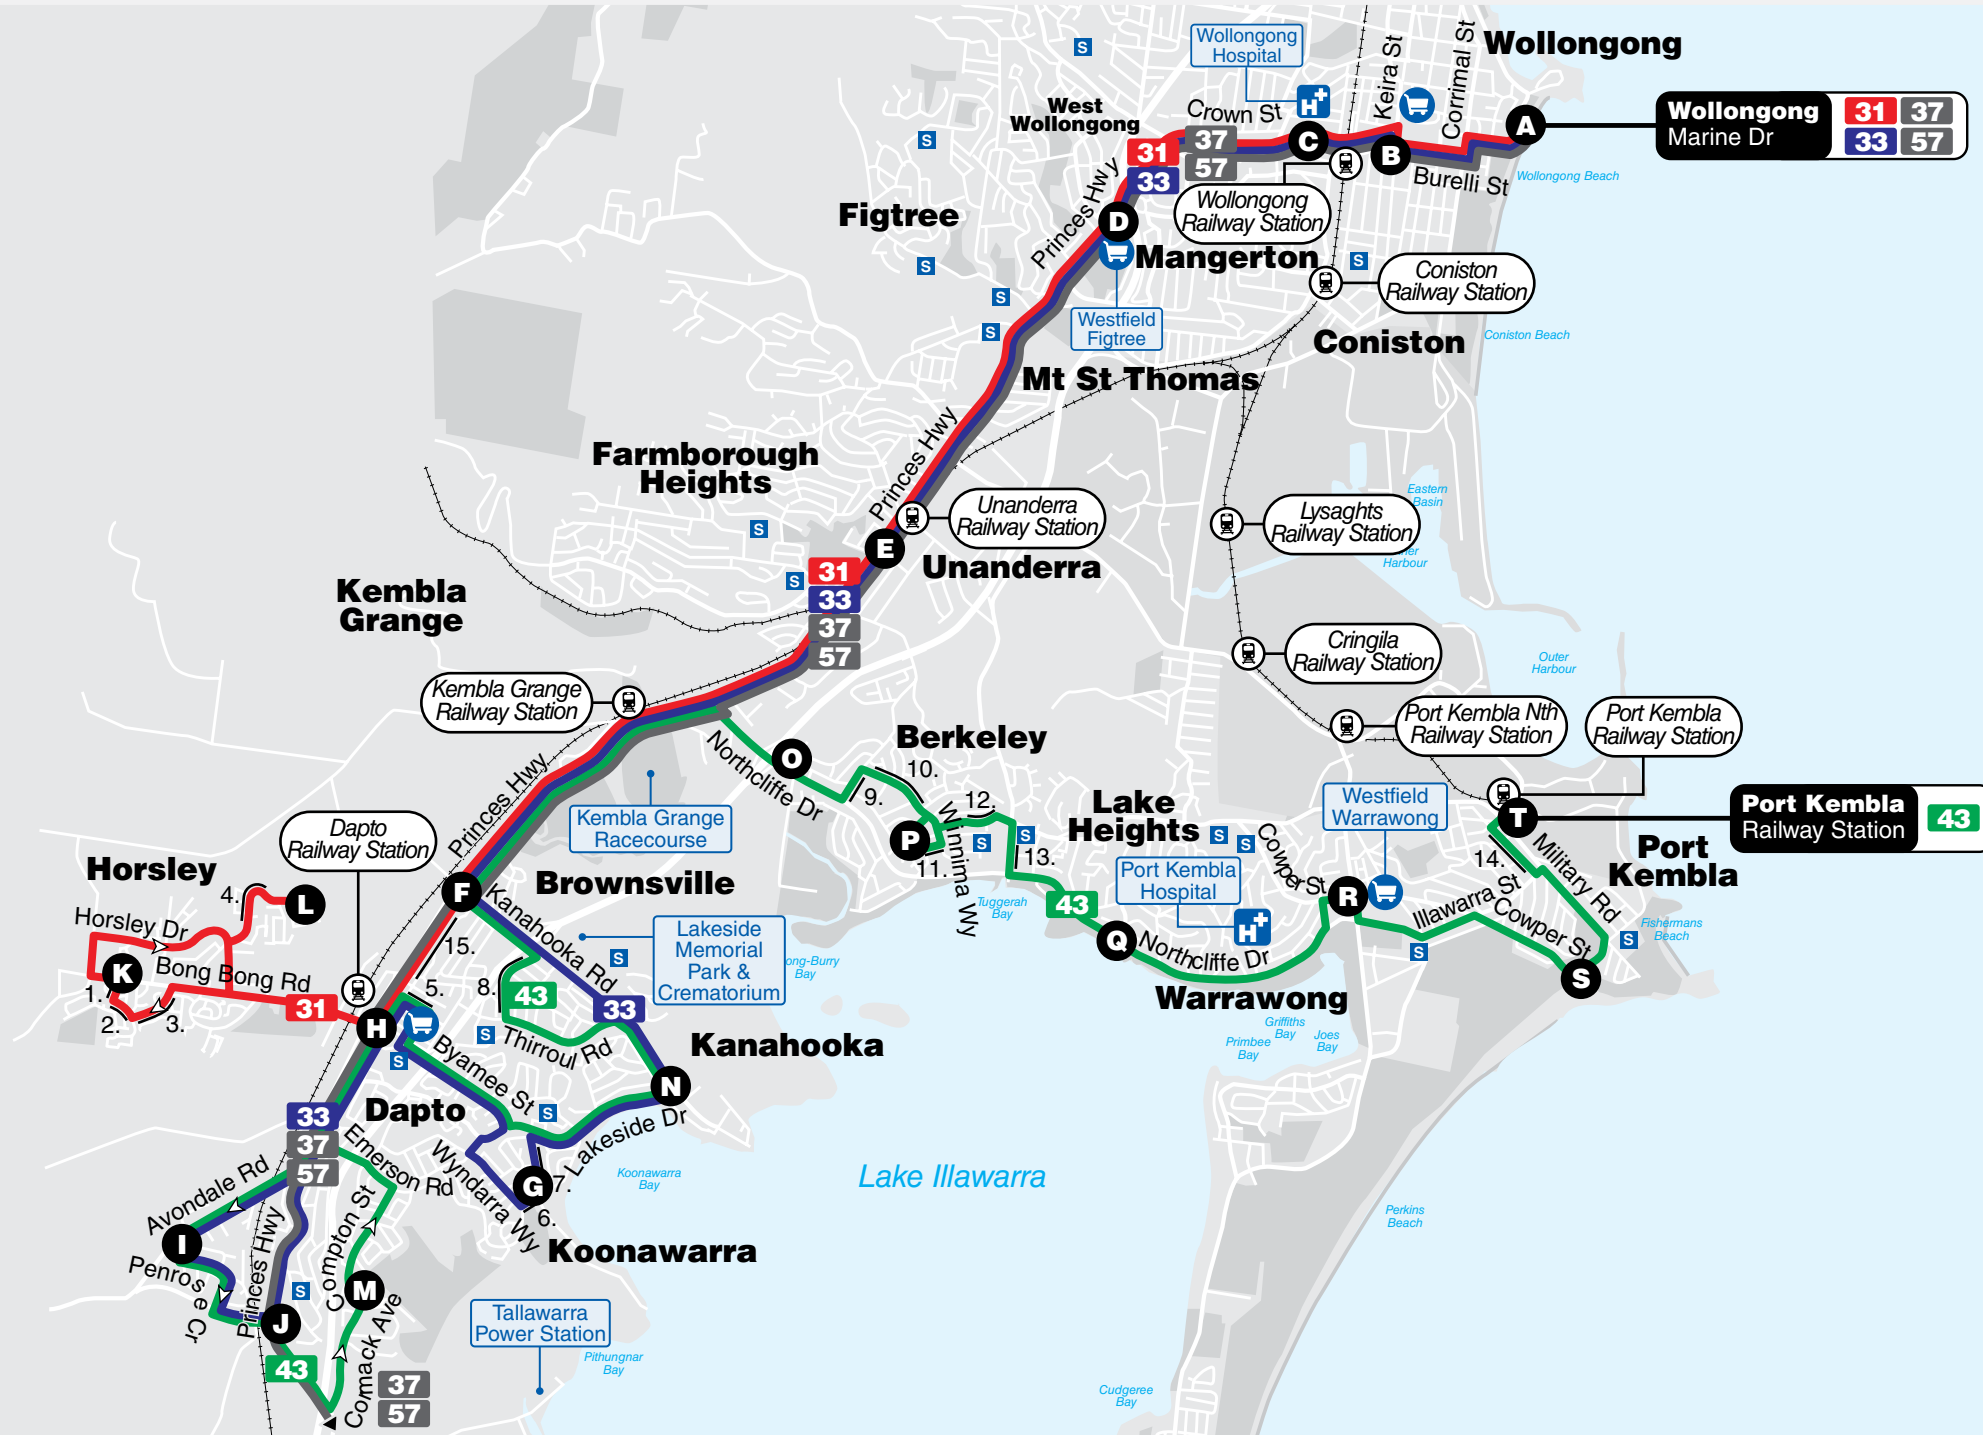 Wollongong
Hospital
Keira St
Corrimal St
Wollongong
S
West
Wollongong
Crown St
H+
A
Wollongong
Marine Dr
31
37
33
57
S
31
37
33
57
C
B
Burelli St
Wollongong Beach
Princes Hwy
D
Wollongong
Railway Station
Figtree
Mangerton
S
S
Coniston
Railway Station
S
S
Westfield
Figtree
Coniston
Coniston Beach
Mt St Thomas
Farmborough
Heights
Princes Hwy
S
Unanderra
Railway Station
Eastern
Basin
Lysaghts
Railway Station
Harbour
E
Unanderra
S
31
33
37
57
Kembla
Grange
Cringila
Railway Station
Outer
Harbour
Kembla Grange
Railway Station
Port Kembla Nth
Railway Station
Port Kembla
Railway Station
Northcliffe Dr
O
Berkeley
10.
9.
Princes Hwy
Kembla Grange
Racecourse
P
11.
Winnima Wy
12.
S
S
13.
Lake
Heights
S
S
Westfield
Warrawong
T
Port Kembla
Railway Station
43
Dapto
Railway Station
Horsley
4.
L
Horsley Dr
K
Bong Bong Rd
1.
2.
3.
31
F
Brownsville
Kanahooka Rd
15.
Lakeside
Memorial
Park &
Crematorium
S
Port Kembla
Hospital
H+
Cowper St
R
14.
Military Rd
Port
Kembla
Illawarra St
Cowper St
S
S
Fishermans
Beach
S
Tuggerah
Bay
43
Q
Northcliffe Dr
Warrawong
Bay
5.
8.
43
33
H
S
S
Thirroul Rd
Kanahooka
Byamee St
N
S
Griffiths
Bay
Primbee
Bay
Joes
Bay
Dapto
33
37
57
Emerson Rd
Wyndarra Wy
Lakeside Dr
G
7.
6.
Koonawarra
Bay
Lake Illawarra
Avondale Rd
I
Penrose Cr
Princes Hwy
Compton St
Koonawarra
Perkins
Beach
S
M
J
Comack Ave
Tallawarra
Power Station
Pithungnar
Bay
43
37
57
Cudgeree
Bay